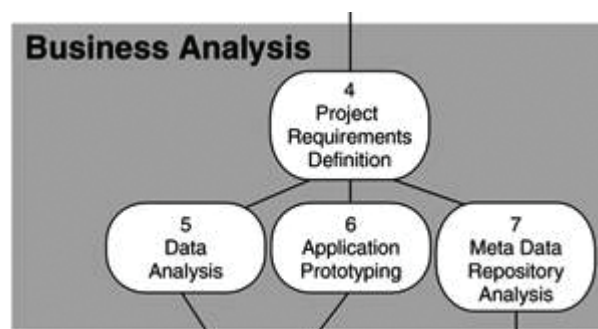 Business Analysis
4
Project
Requirements
Definition
5
Data
Analysis
6
Application
Prototyping
7
Meta Data
Repository
Analysis